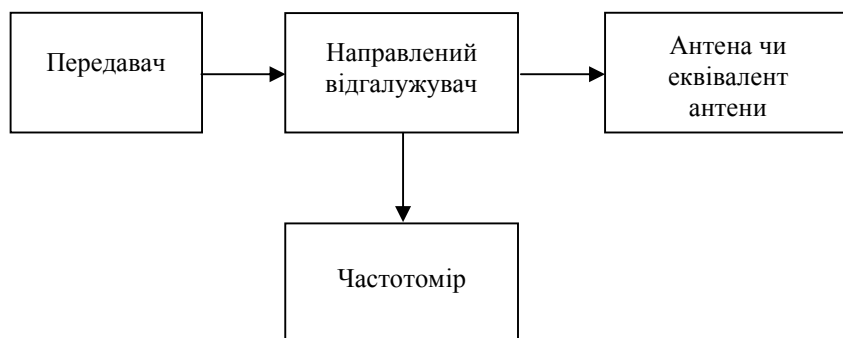 Передавач
Направлений
відгалужувач
Антена чи
еквівалент
антени
Частотомір